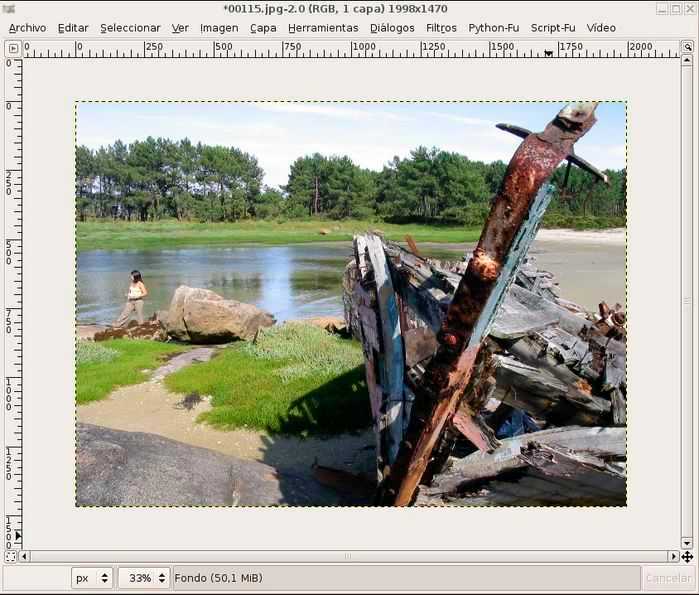 *00115.jpg-2.0 (RGB, 1 capa) 1998x1470
Archivo Editar Seleccionar Ver Imagen Capa Herramientas Diálogos Filtros Python-Fu Script-Fu Vídeo
0 250 500 750 1000 1250 1500 1750 2000
0
0
250
500
750
1000
1250
1500
px 33% Fondo (50,1 MiB) Cancelar